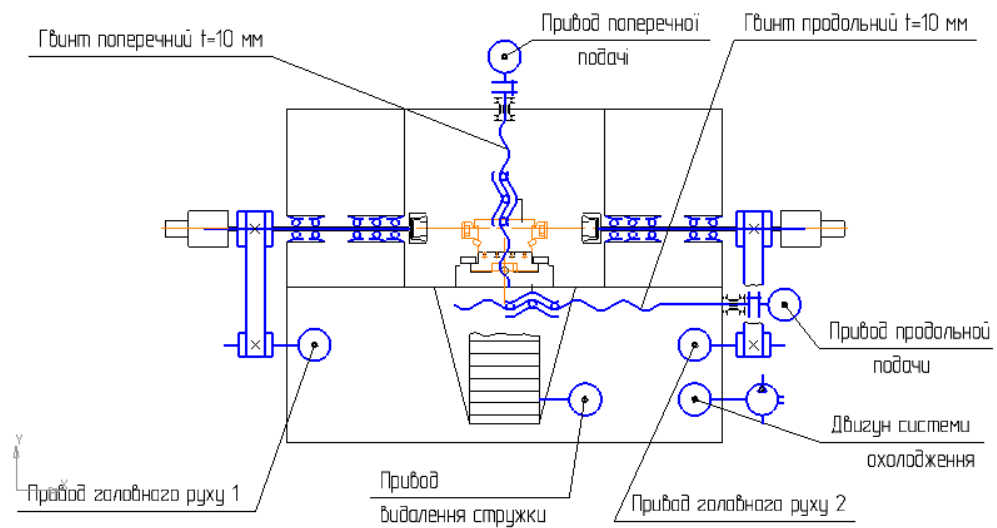 Гвинт поперечний t=10 мм
Привод поперечної
подачі
Гвинт продольний t=10 мм
Привод продольной
подачи
Двигун системи
охолодження
Y
X
Привод головного руху 1
Привод
видалення стружки
Привод головного руху 2